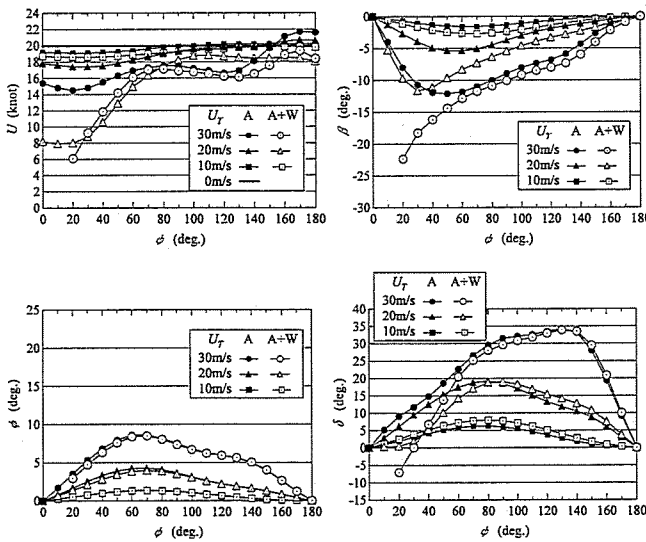 24
22
20
18
16
14
12
10
8
6
4
2
0
U (knot)
U_T A A+W
30m/s
20m/s
10m/s
0m/s
0 20 40 60 80 100 120 140 160 180
ϕ (deg.)
0
-5
-10
-15
-20
-25
-30
β (deg.)
U_T A A+W
30m/s
20m/s
10m/s
0 20 40 60 80 100 120 140 160 180
ϕ (deg.)
25
20
15
10
5
0
ϕ (deg.)
U_T A A+W
30m/s
20m/s
10m/s
0 20 40 60 80 100 120 140 160 180
ϕ (deg.)
U_T A A+W
30m/s
20m/s
10m/s
40
35
30
25
20
15
10
5
0
-5
-10
-15
δ (deg.)
0 20 40 60 80 100 120 140 160 180
ϕ (deg.)